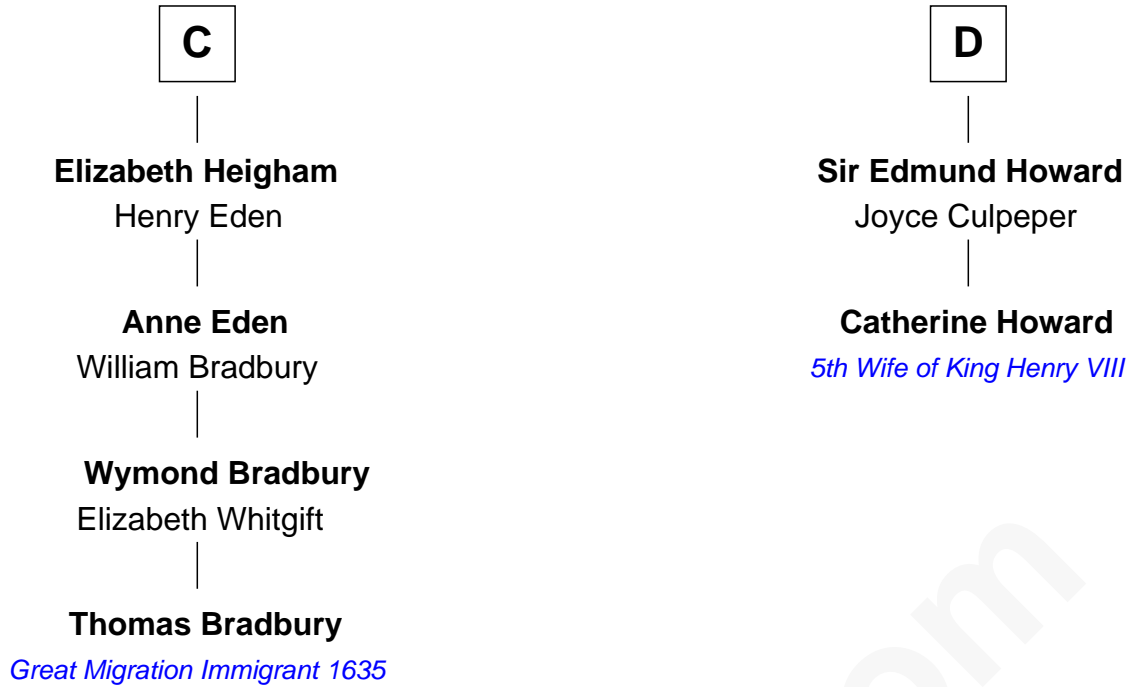 C
Elizabeth Heigham
Henry Eden
Anne Eden
William Bradbury
Wymond Bradbury
Elizabeth Whitgift
Thomas Bradbury
Great Migration Immigrant 1635
D
Sir Edmund Howard
Joyce Culpeper
Catherine Howard
5th Wife of King Henry VIII
om